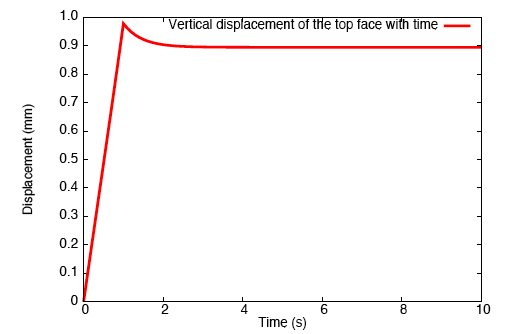 Vertical displacement of the top face with time
1.0
0.9
0.8
0.7
0.6
0.5
0.4
0.3
0.2
0.1
0
Displacement (mm)
0 2 4 6 8 10
Time (s)